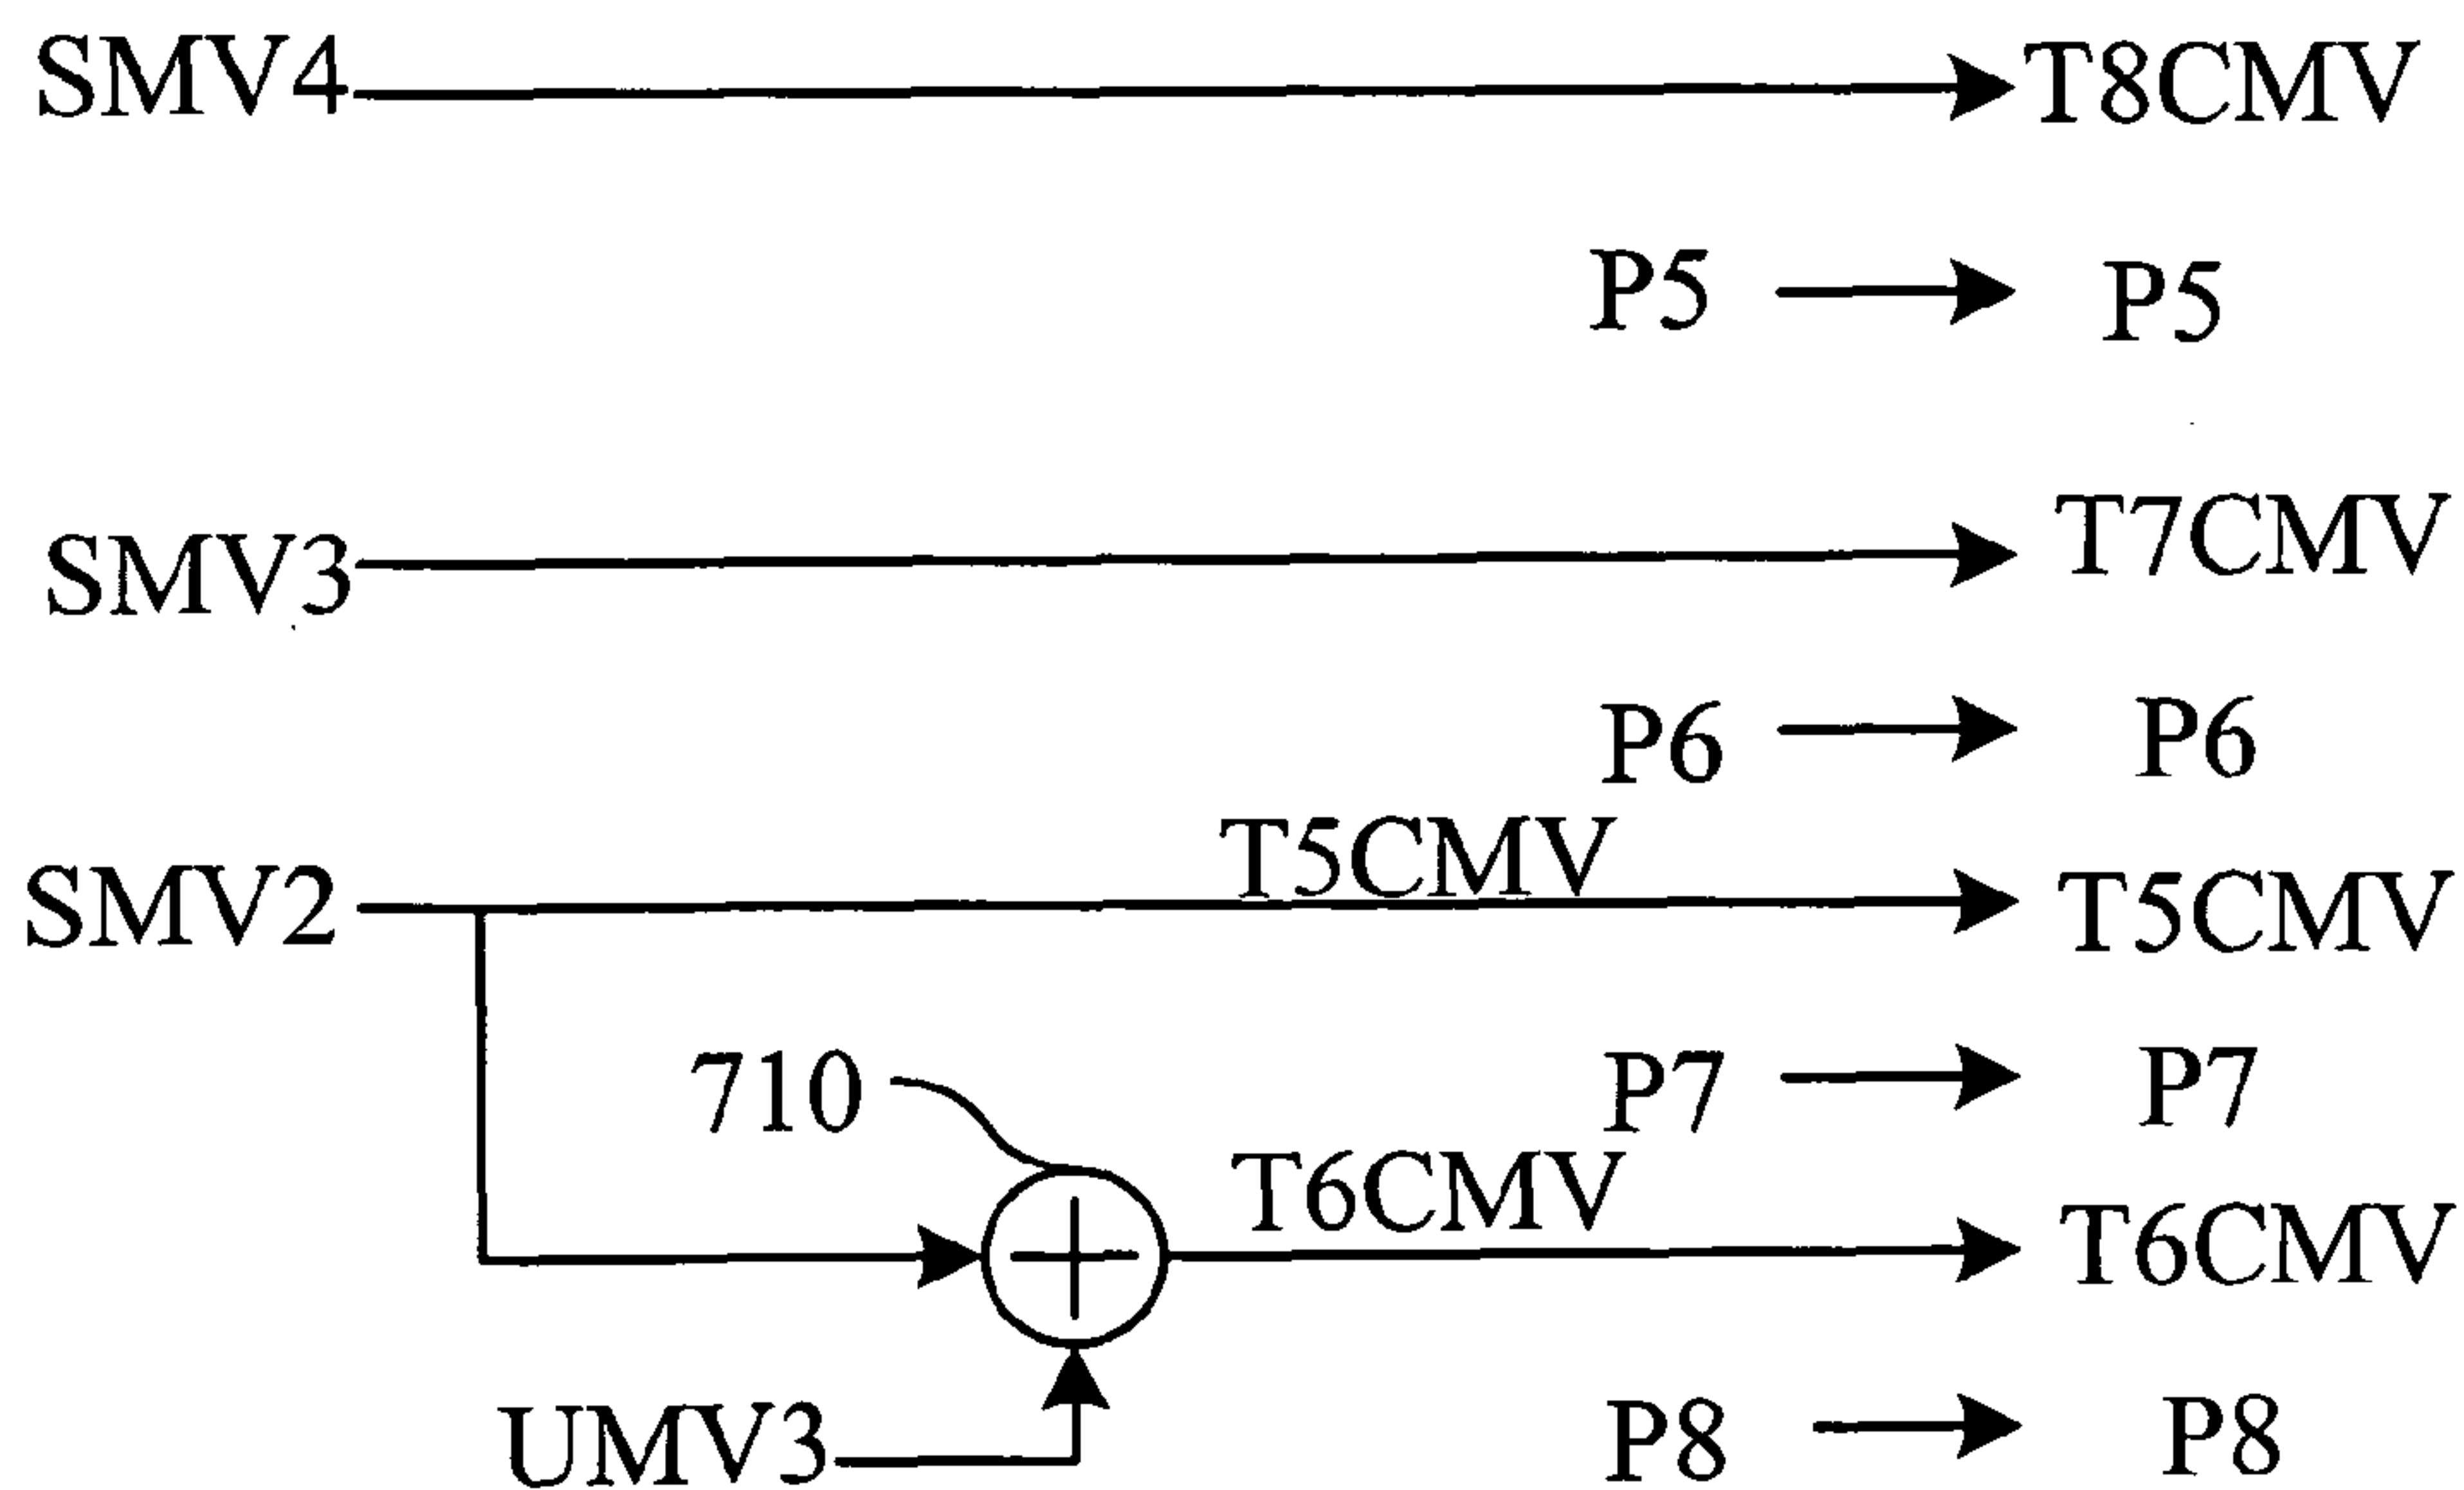 SMV4 T8CMV
P5 P5
SMV3 T7CMV
P6 P6
T5CMV
SMV2 T5CMV
710 P7 P7
T6CMV
T6CMV
UMV3 P8 P8